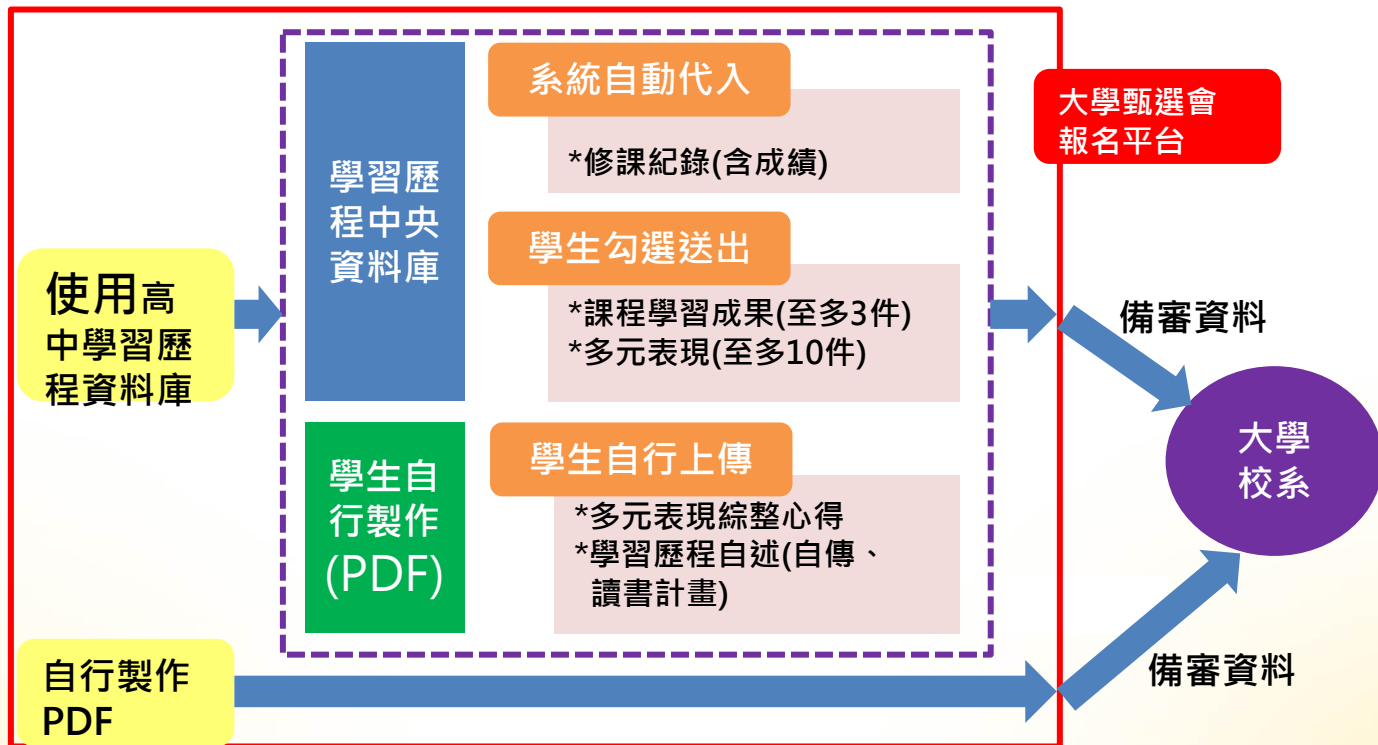 使用高
中學習歷
程資料庫
學習歷
程中央
資料庫
系統自動代入
*修課紀錄(含成績)
學生勾選送出
*課程學習成果(至多3件)
*多元表現(至多10件)
學生自
行製作
(PDF)
學生自行上傳
*多元表現綜整心得
*學習歷程自述(自傳、
讀書計畫)
自行製作
PDF
大學甄選會
報名平台
備審資料
大學
校系
備審資料